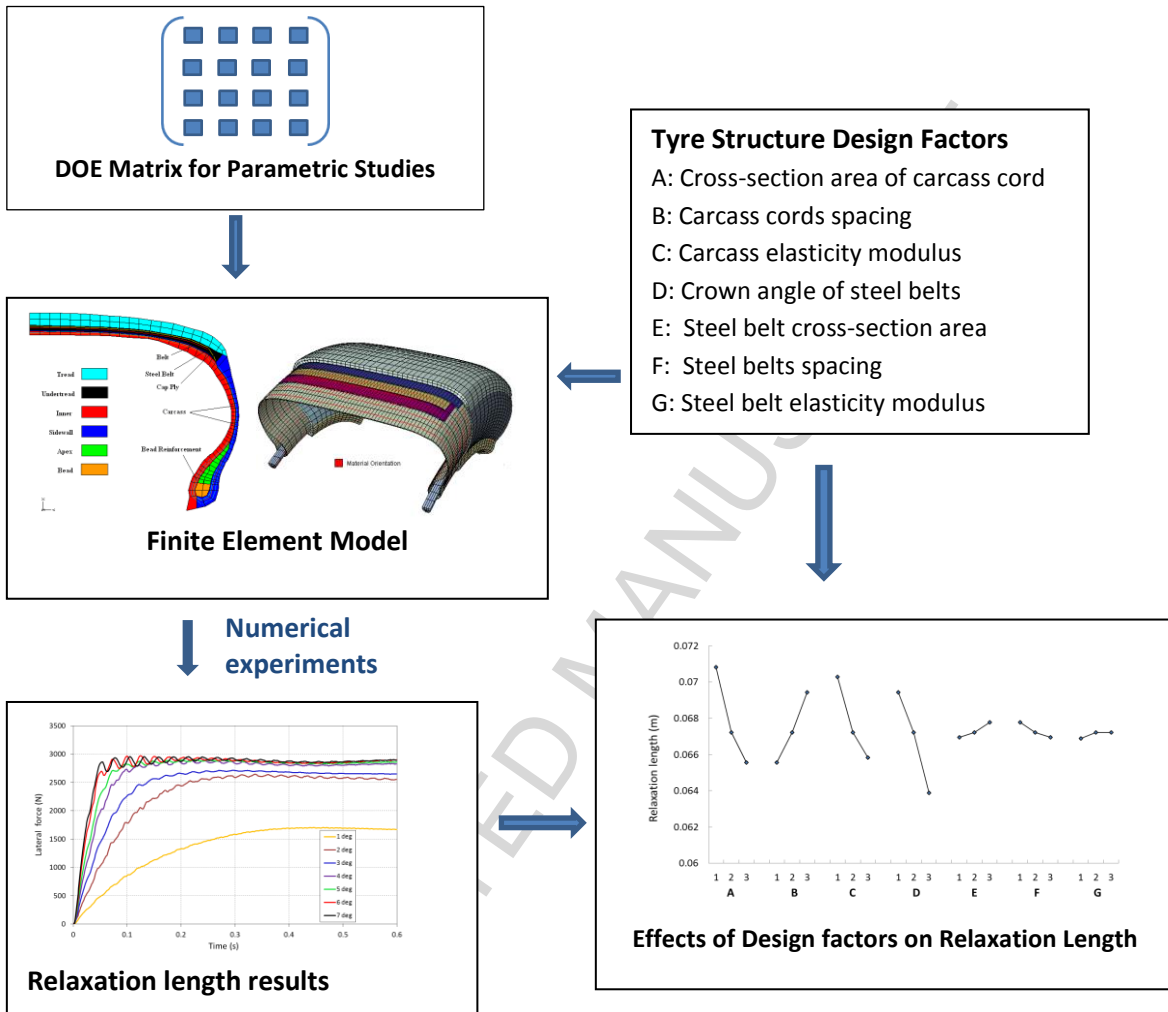 DOE Matrix for Parametric Studies
Tyre Structure Design Factors
A: Cross-section area of carcass cord
B: Carcass cords spacing
C: Carcass elasticity modulus
D: Crown angle of steel belts
E: Steel belt cross-section area
F: Steel belts spacing
G: Steel belt elasticity modulus
Tread
Undertread
Inner
Sidewall
Apex
Bead
Belt
Steel Belt
Cap Ply
Carcass
Bead Reinforcement
Material Orientation
Finite Element Model
Numerical
experiments
Lateral force (N)
3500
3000
2500
2000
1500
1000
500
0
0 0.1 0.2 0.3 0.4 0.5 0.6
Time (s)
1 deg
2 deg
3 deg
4 deg
5 deg
6 deg
7 deg
Relaxation length results
Relaxation length (m)
0.072
0.07
0.068
0.066
0.064
0.062
0.06
1 2 3 1 2 3 1 2 3 1 2 3 1 2 3 1 2 3 1 2 3
A B C D E F G
Effects of Design factors on Relaxation Length
TED MANUS